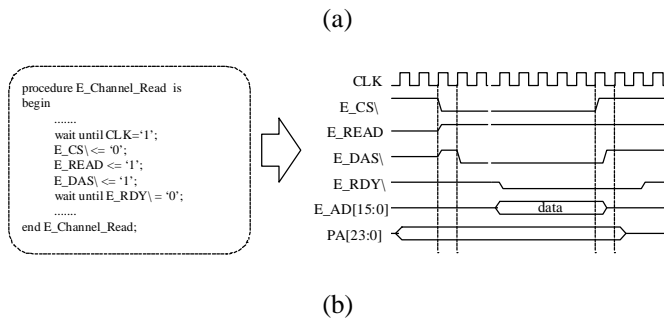 (a)
procedure E_Channel_Read is
begin
.......
wait until CLK=‘1’;
E_CS\ <= ‘0’;
E_READ <= ‘1’;
E_DAS\ <= ‘1’;
wait until E_RDY\ = ‘0’;
.......
end E_Channel_Read;
CLK
E_CS\
E_READ
E_DAS\
E_RDY\
E_AD[15:0]
data
PA[23:0]
(b)